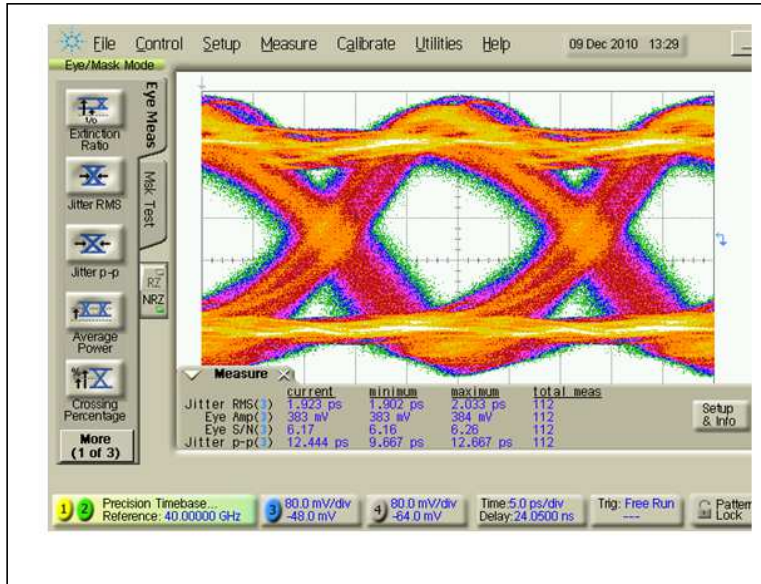 File Control Setup Measure Calibrate Utilities Help 09 Dec 2010 13:29
Eye/Mask Mode
Eye Meas
Msk Test
Extinction
Ratio
Jitter RMS
Jitter p-p
RZ
NRZ
Average
Power
Crossing
Percentage
More
(1 of 3)
Measure
current minimum maximum total meas
Jitter RMS(3) 1.923 ps 1.902 ps 2.033 ps 112
Eye Amp(3) 383 mV 383 mV 384 mV 112
Eye S/N(3) 6.17 6.16 6.26 112
Jitter p-p(3) 12.444 ps 9.667 ps 12.667 ps 112
Setup
& Info
1 2 Precision Timebase...
Reference: 40.00000 GHz
3 80.0 mV/div
-48.0 mV
4 80.0 mV/div
-64.0 mV
Time:5.0 ps/div
Delay:24.0500 ns
Trig: Free Run
---
Pattern
Lock